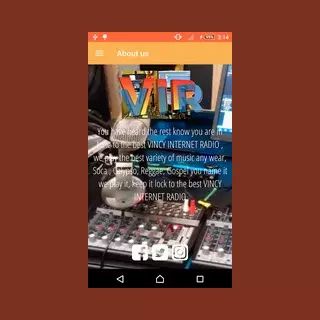 95% 3:14
About us
VIR
You have heard the rest know you are in
lock to the best VINCY INTERNET RADIO ,
we play the best variety of music any wear,
Soca , Calypso, Reggae, Gospel you name it
we play it, keep it lock to the best VINCY
INTERNET RADIO